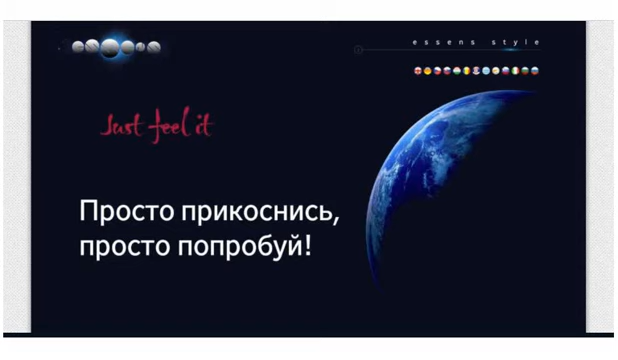 essens style
Just feel it
Просто прикоснись,
просто попробуй!